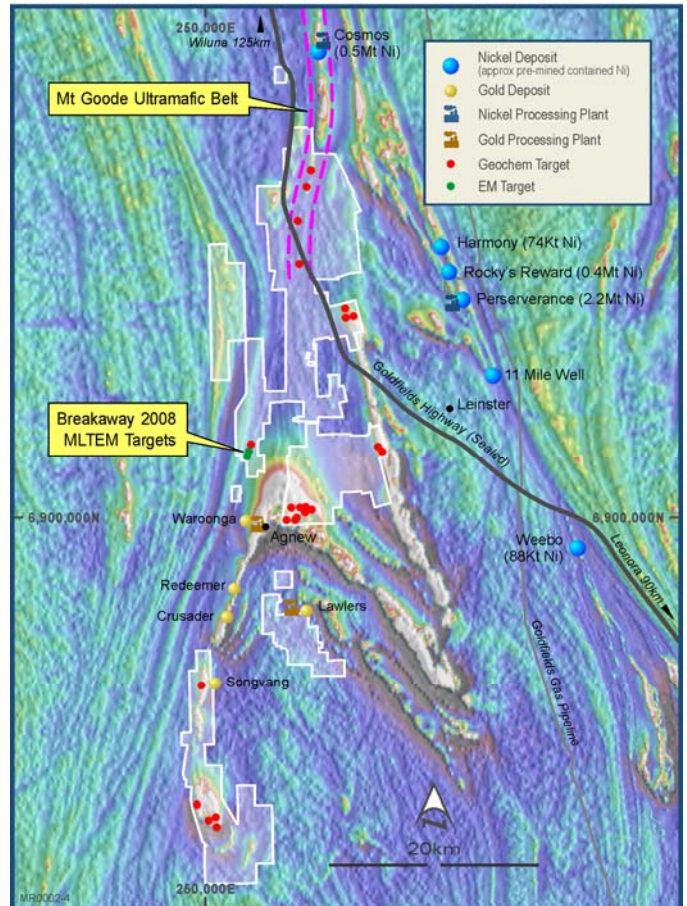 250,000E
Wiluna 125km
Cosmos
(0.5Mt Ni)
Mt Goode Ultramafic Belt
Nickel Deposit
(approx pre-mined contained Ni)
Gold Deposit
Nickel Processing Plant
Gold Processing Plant
Geochem Target
EM Target
Harmony (74Kt Ni)
Rocky's Reward (0.4Mt Ni)
Perserverance (2.2Mt Ni)
11 Mile Well
Leinster
Goldfields Highway (Sealed)
Breakaway 2008
MLTEM Targets
6,900,000N
6,900,000N
Waroonga
Agnew
Weebo
(88Kt Ni)
Leonora 90km
Redeemer
Crusader
Lawlers
Goldfields Gas Pipeline
Songvang
N
20km
250,000E
MR0002-4